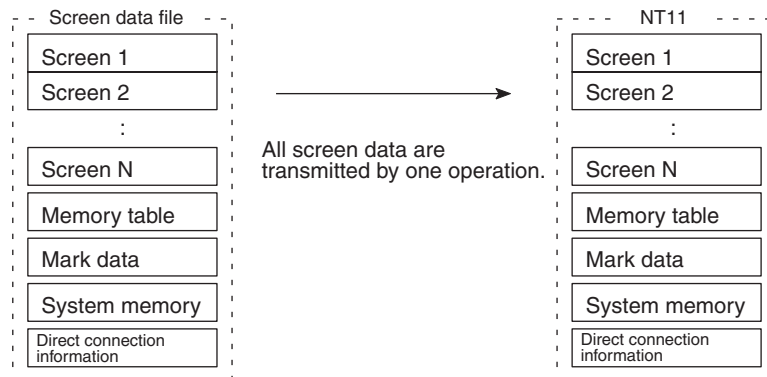 Screen data file
Screen 1
Screen 2
:
Screen N
Memory table
Mark data
System memory
Direct connection
information
All screen data are
transmitted by one operation.
NT11
Screen 1
Screen 2
:
Screen N
Memory table
Mark data
System memory
Direct connection
information